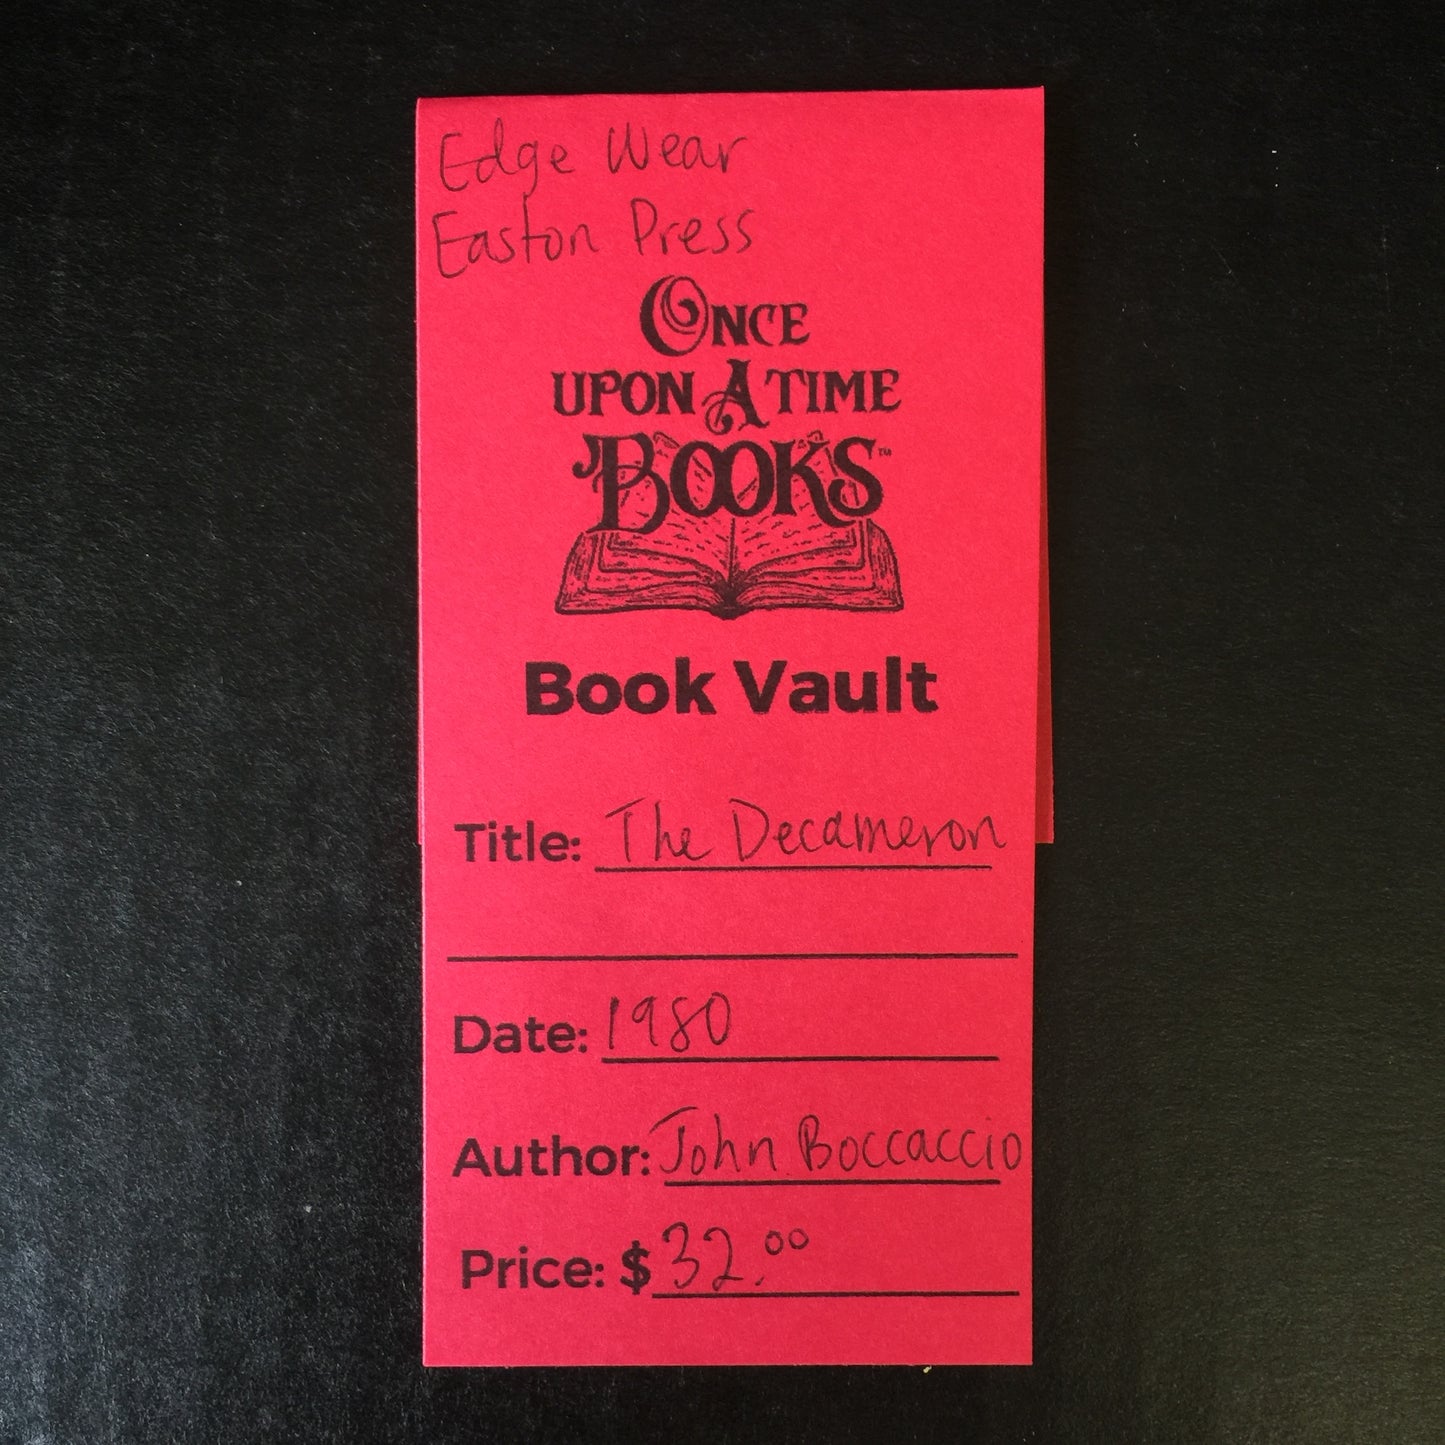 Edge Wear
Easton Press
ONCE
UPON A TIME
BOOKS™
Book Vault
Title: The Decameron
Date: 1980
Author: John Boccaccio
Price: $32.00